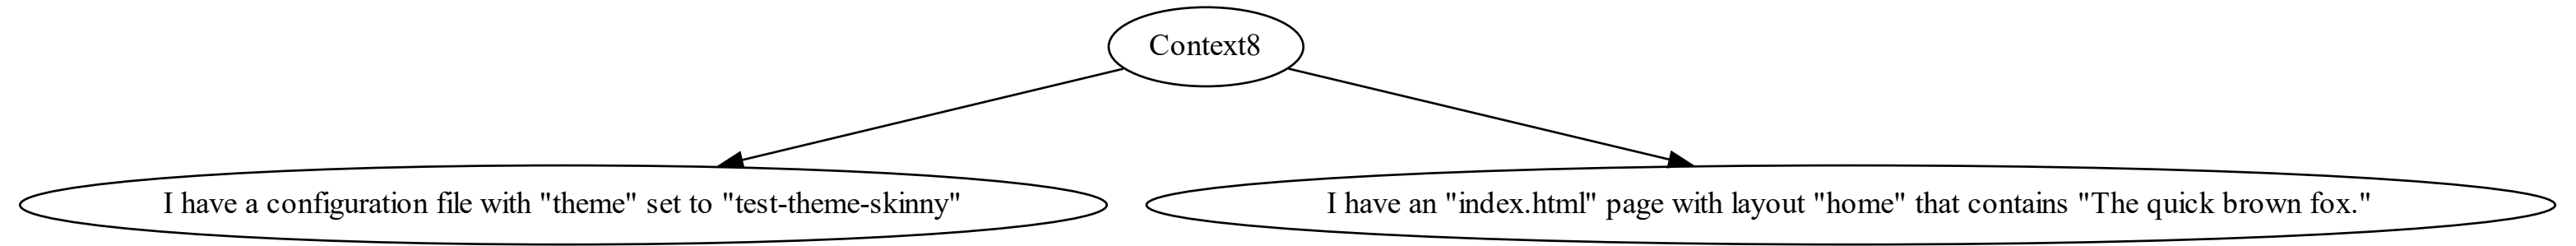 Context8
I have a configuration file with "theme" set to "test-theme-skinny"
I have an "index.html" page with layout "home" that contains "The quick brown fox."